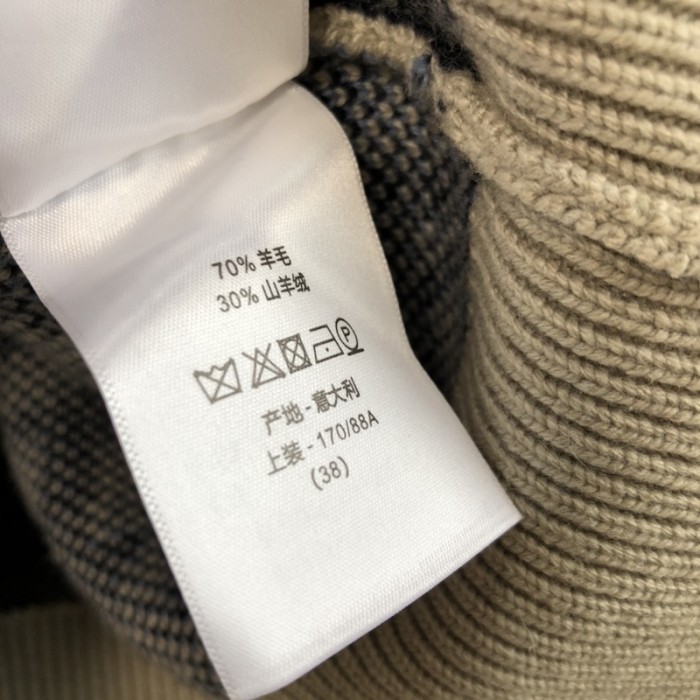 70% 羊毛
30% 山羊绒
P
产地 - 意大利
上装 - 170/88A
(38)